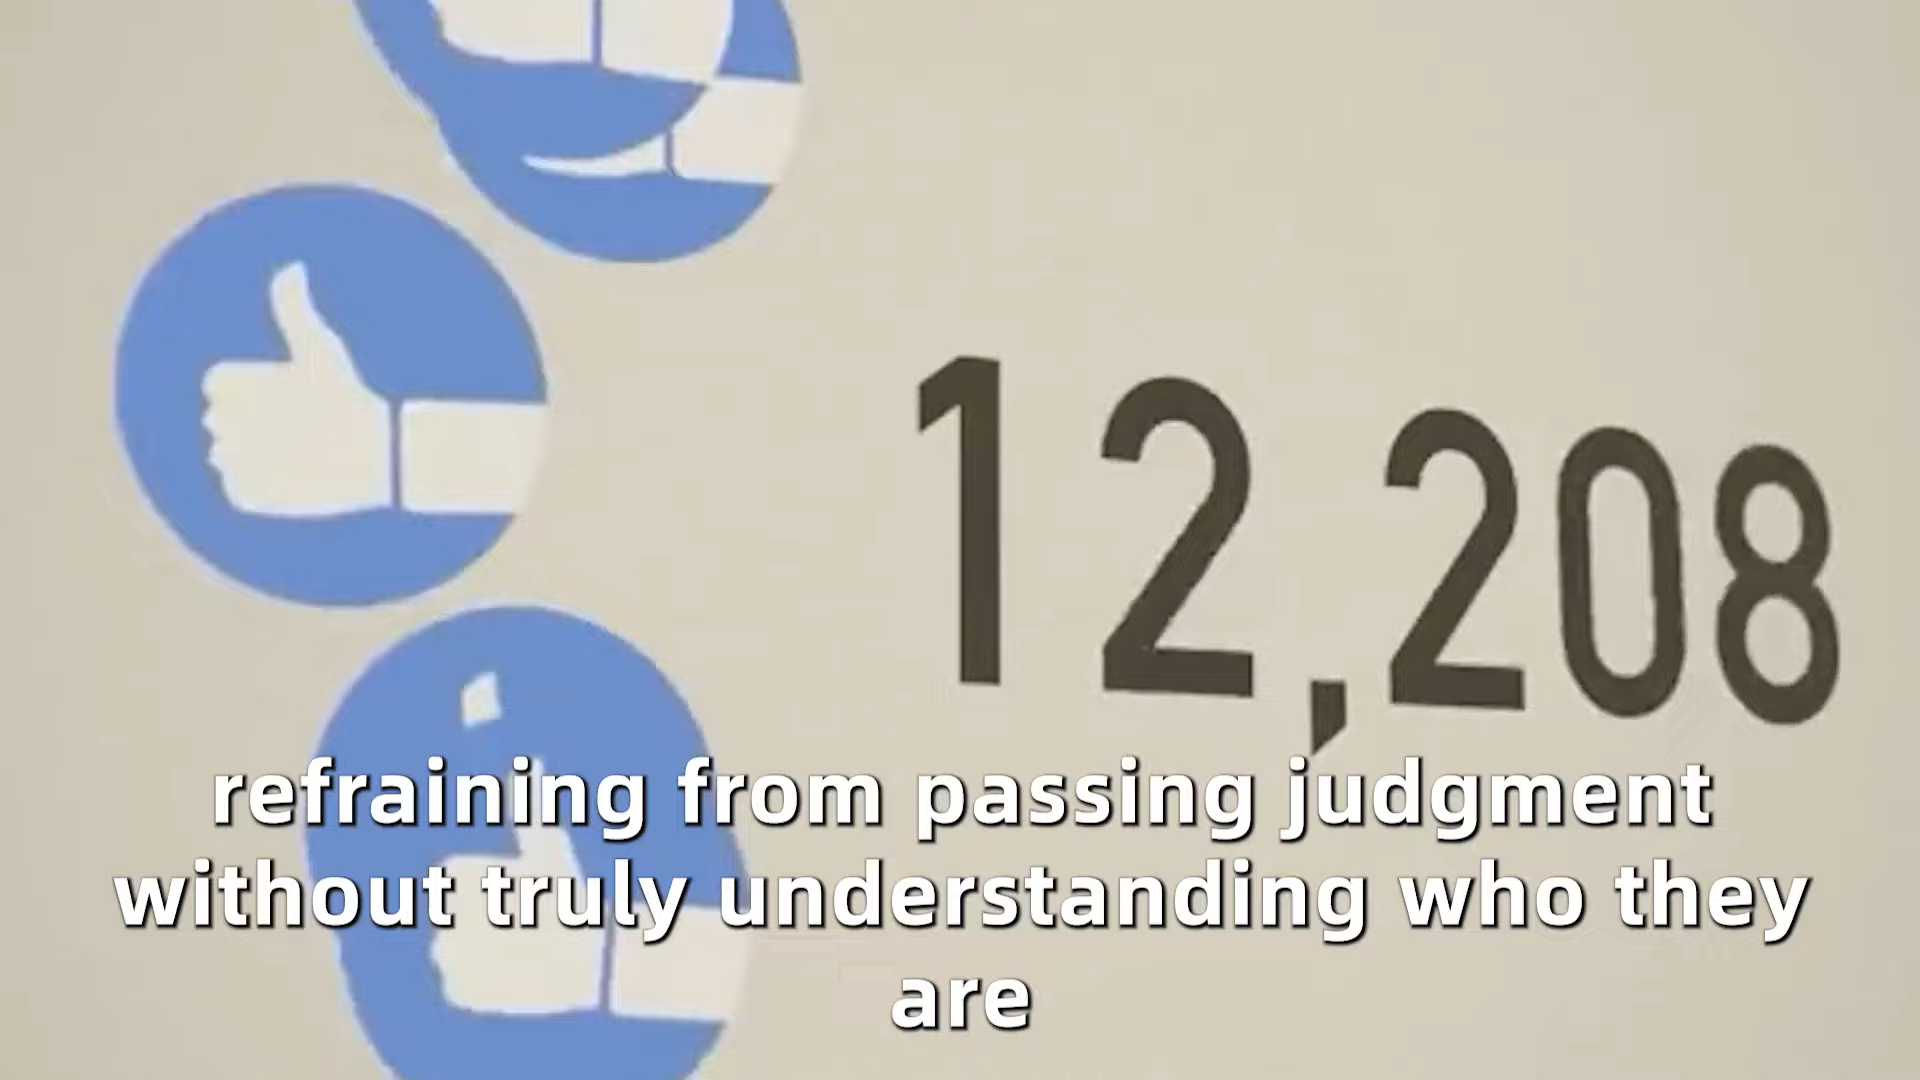 12,208
refraining from passing judgment
without truly understanding who they
are